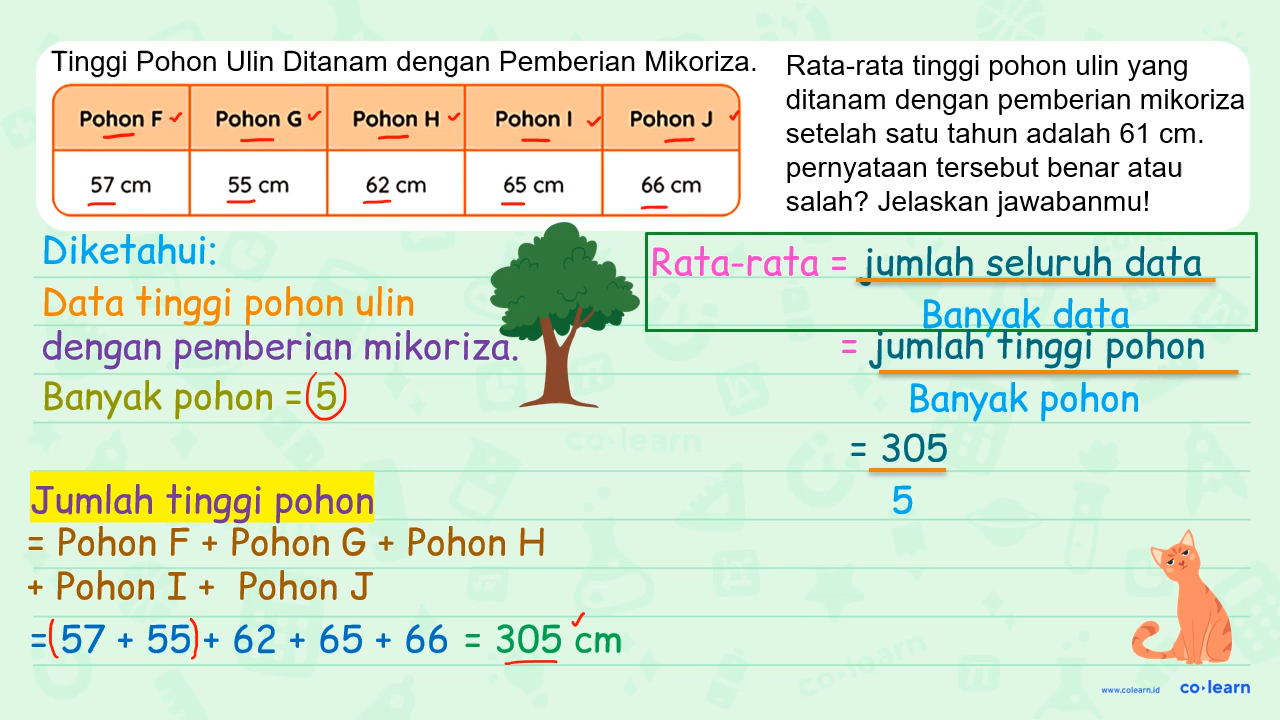 Tinggi Pohon Ulin Ditanam dengan Pemberian Mikoriza.
Pohon F Pohon G Pohon H Pohon I Pohon J
57 cm 55 cm 62 cm 65 cm 66 cm
Rata-rata tinggi pohon ulin yang
ditanam dengan pemberian mikoriza
setelah satu tahun adalah 61 cm.
pernyataan tersebut benar atau
salah? Jelaskan jawabanmu!
Diketahui:
Data tinggi pohon ulin
dengan pemberian mikoriza.
Banyak pohon = 5
Rata-rata = jumlah seluruh data
Banyak data
= jumlah tinggi pohon
Banyak pohon
= 305
5
Jumlah tinggi pohon
= Pohon F + Pohon G + Pohon H
+ Pohon I + Pohon J
= (57 + 55) + 62 + 65 + 66 = 305 cm
co·learn
co·learn
www.colearn.id co·learn